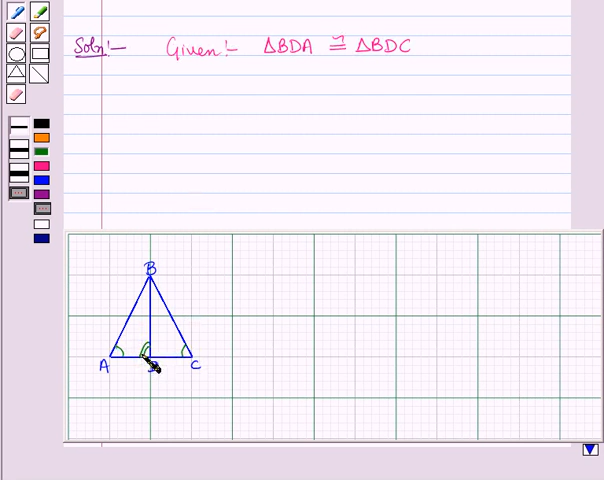 Soln:- Given:- ΔBDA ≅ ΔBDC
B
A D C